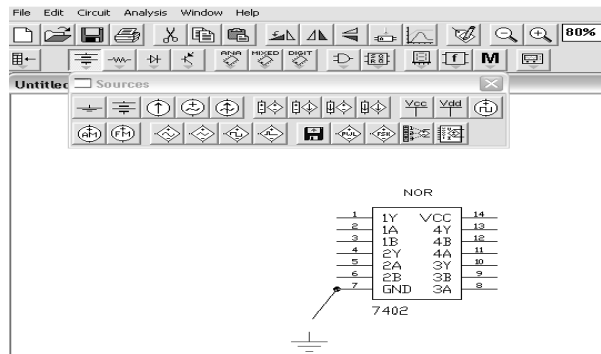 File Edit Circuit Analysis Window Help
80%
ANA MIXED DIGIT
M
Untitled
Sources
Vcc Vdd
AM FM
PUL FSK
NOR
1 1Y VCC 14
2 1A 4Y 13
3 1B 4B 12
4 2Y 4A 11
5 2A 3Y 10
6 2B 3B 9
7 GND 3A 8
7402